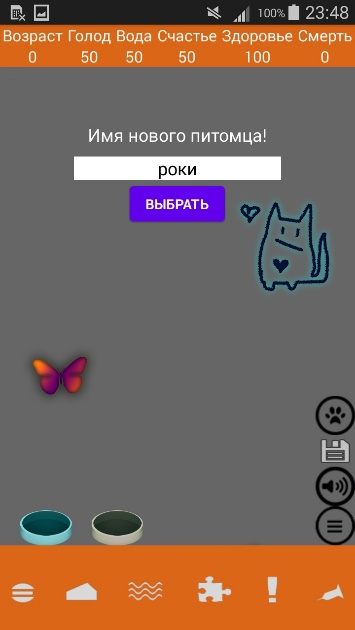 100% 23:48
Возраст Голод Вода Счастье Здоровье Смерть
0 50 50 50 100 0
Имя нового питомца!
роки
ВЫБРАТЬ